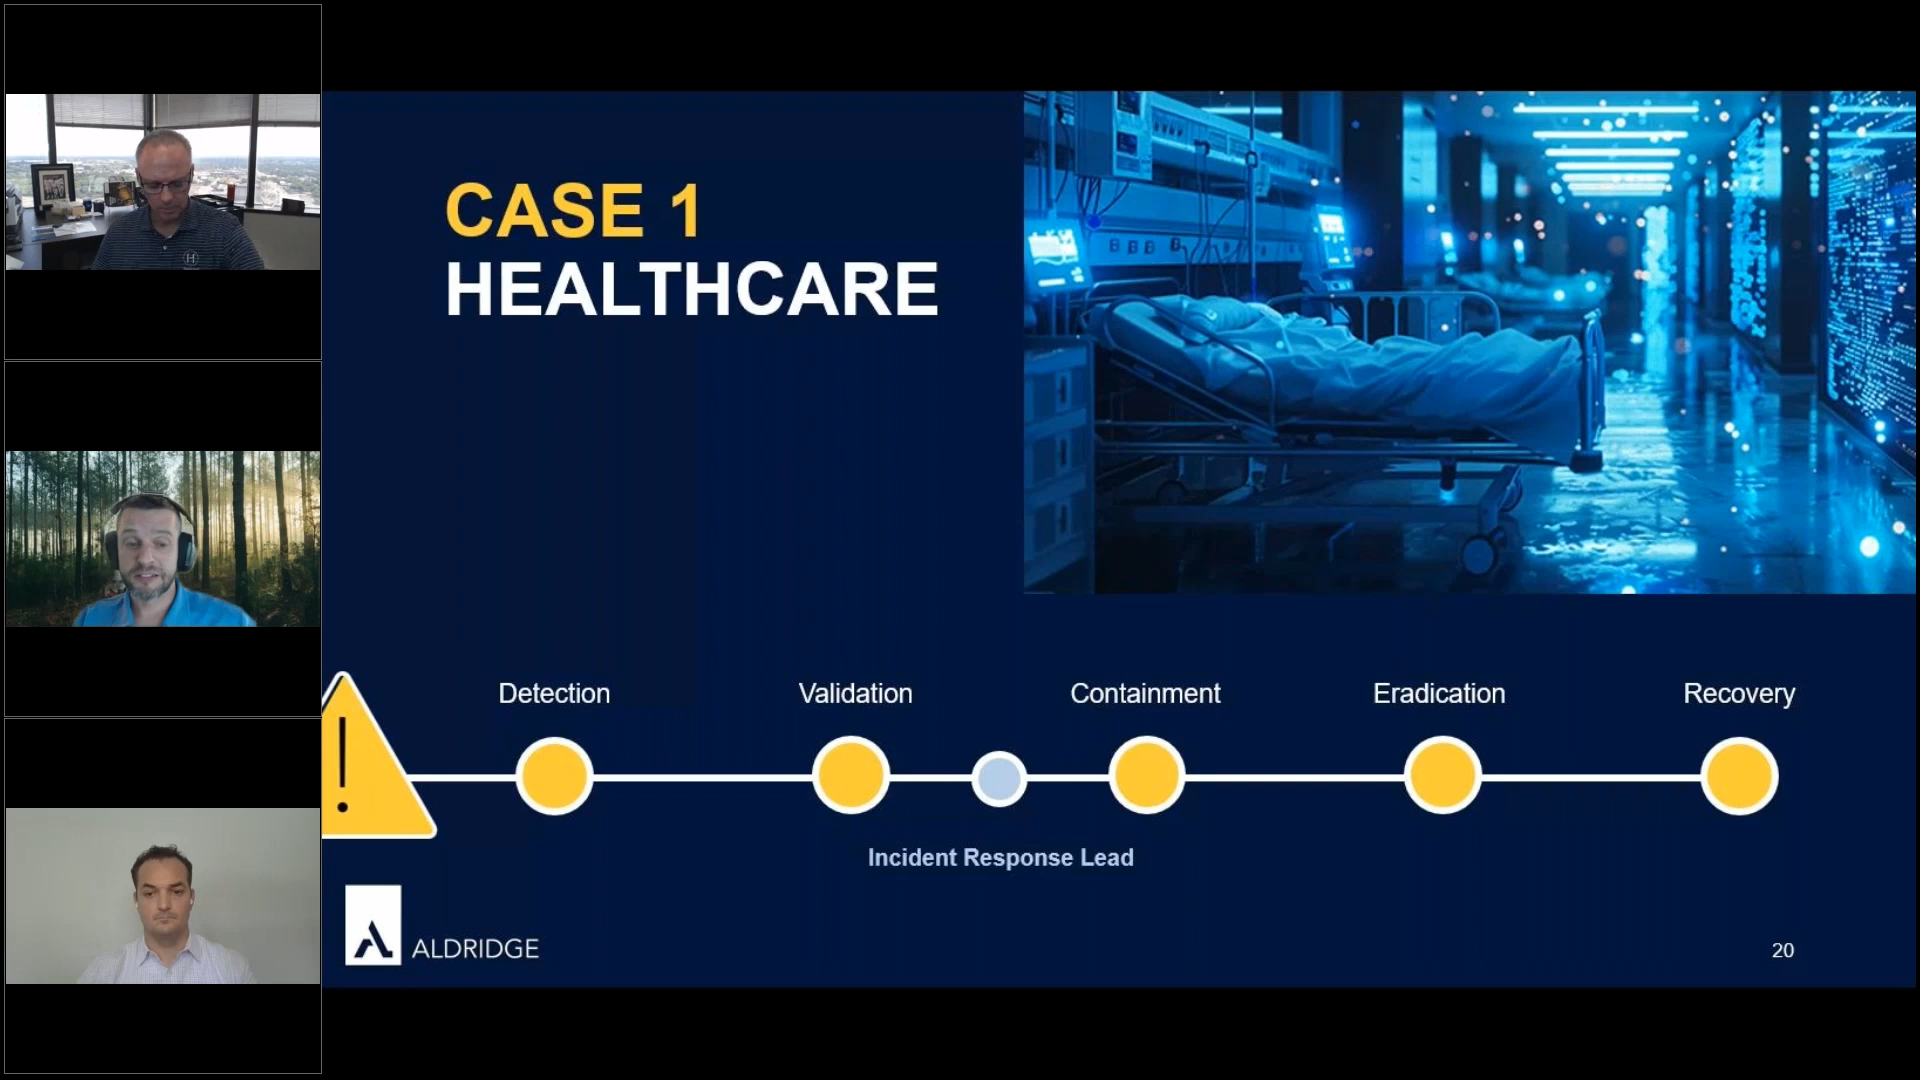 CASE 1
HEALTHCARE
Detection
Validation
Containment
Eradication
Recovery
!
Incident Response Lead
ALDRIDGE
20
H